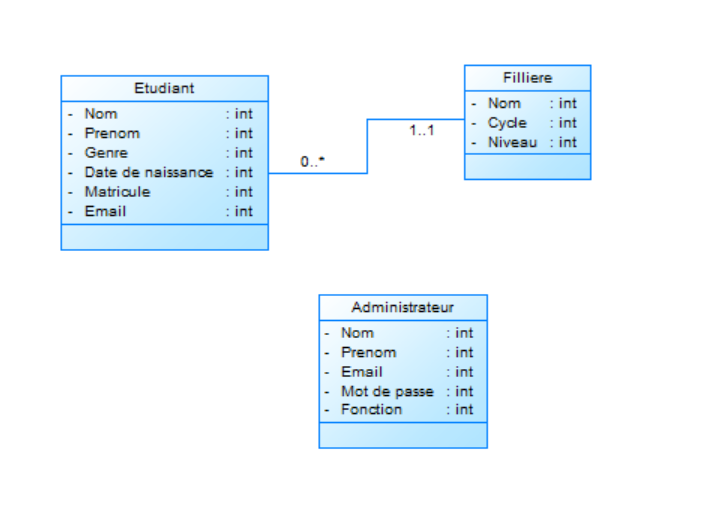 Etudiant
- Nom : int
- Prenom : int
- Genre : int
- Date de naissance : int
- Matricule : int
- Email : int
0..*
1..1
Filliere
- Nom : int
- Cycle : int
- Niveau : int
Administrateur
- Nom : int
- Prenom : int
- Email : int
- Mot de passe : int
- Fonction : int